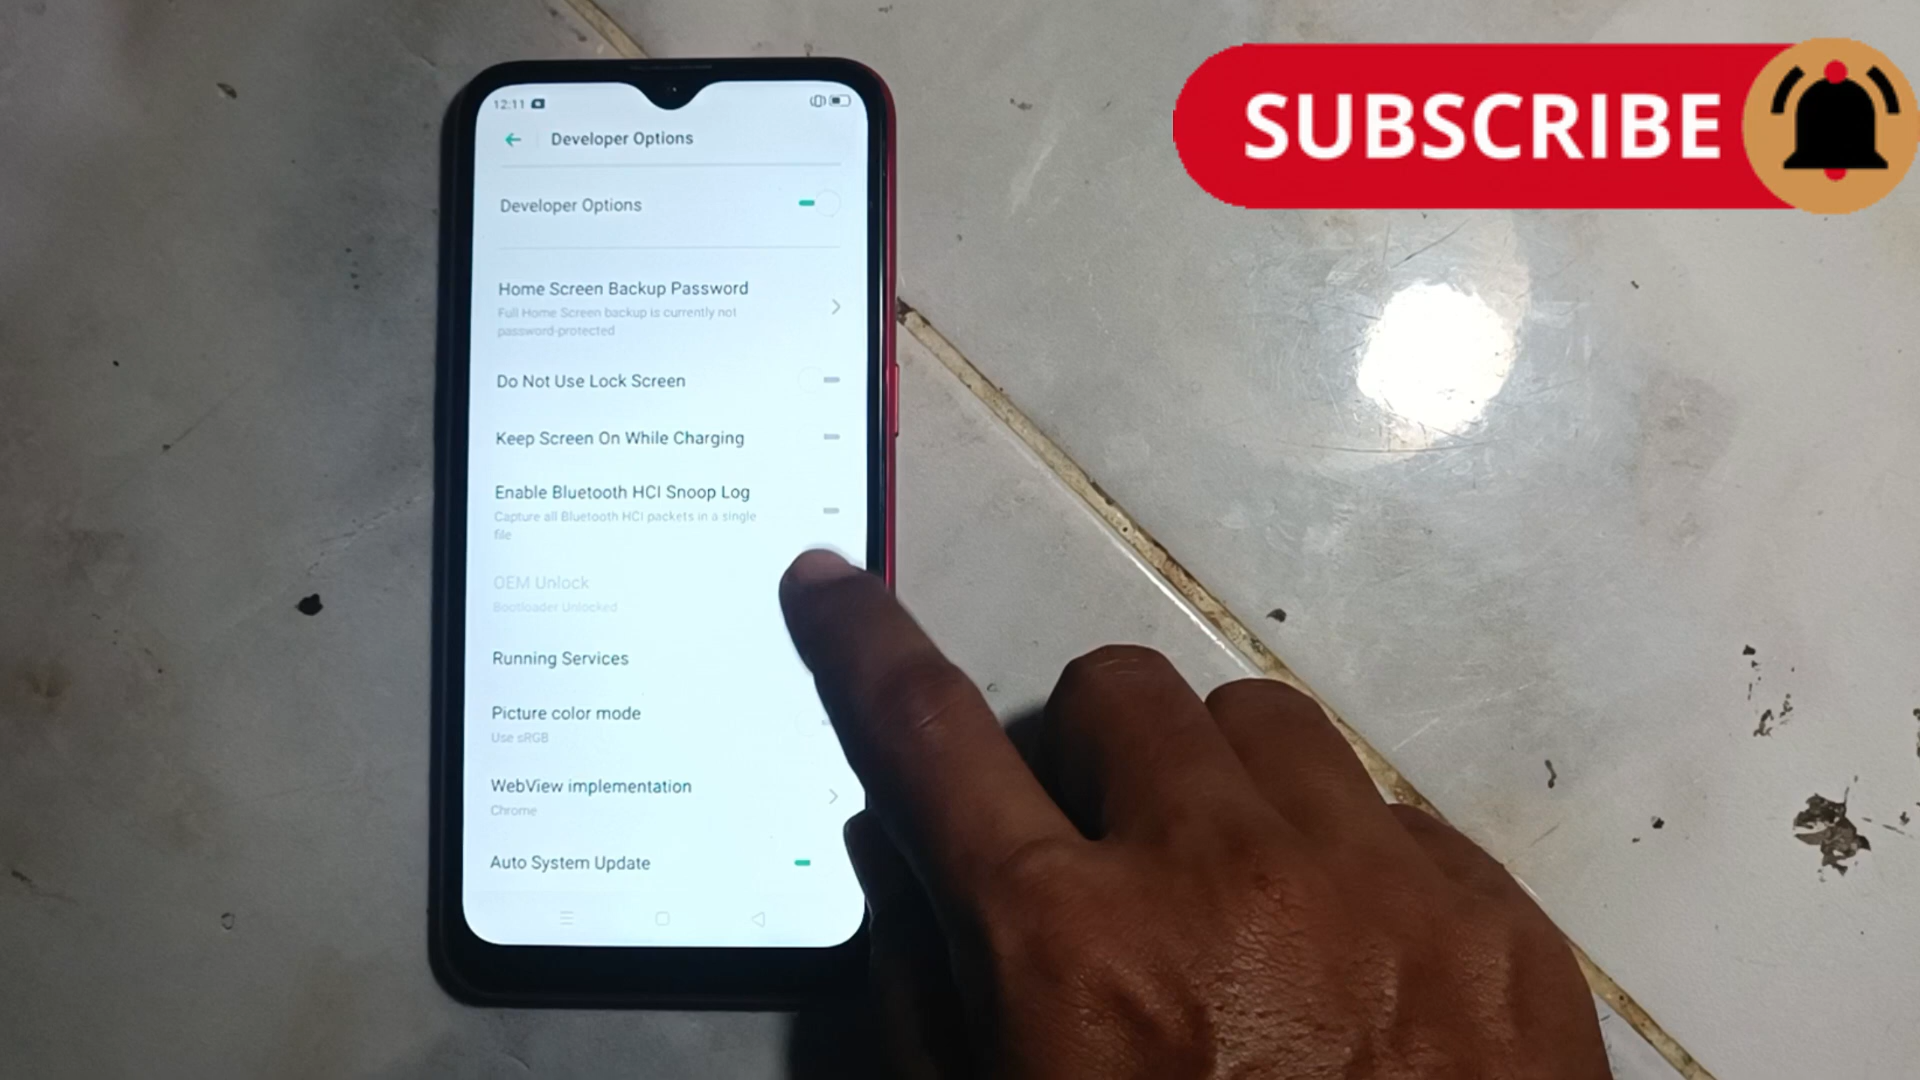 12:11
Developer Options
SUBSCRIBE
Developer Options
Home Screen Backup Password
Full Home Screen backup is currently not
password-protected
Do Not Use Lock Screen
Keep Screen On While Charging
Enable Bluetooth HCI Snoop Log
Capture all Bluetooth HCI packets in a single
file
OEM Unlock
Bootloader Unlocked
Running Services
Picture color mode
Use sRGB
WebView implementation
Chrome
Auto System Update